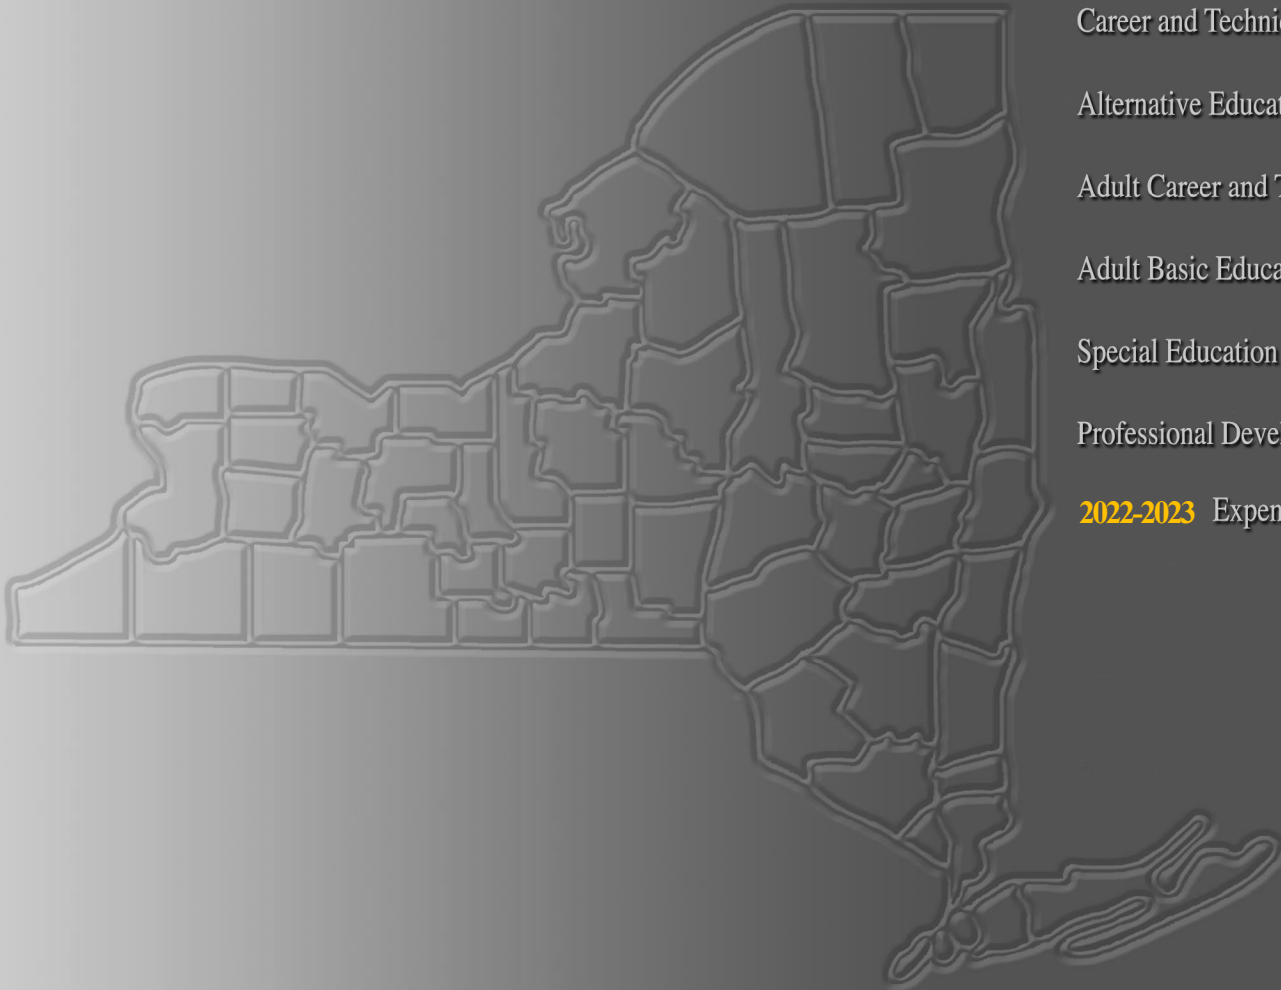 Career and Techni
Alternative Educat
Adult Career and T
Adult Basic Educa
Special Education
Professional Deve
2022-2023 Expen